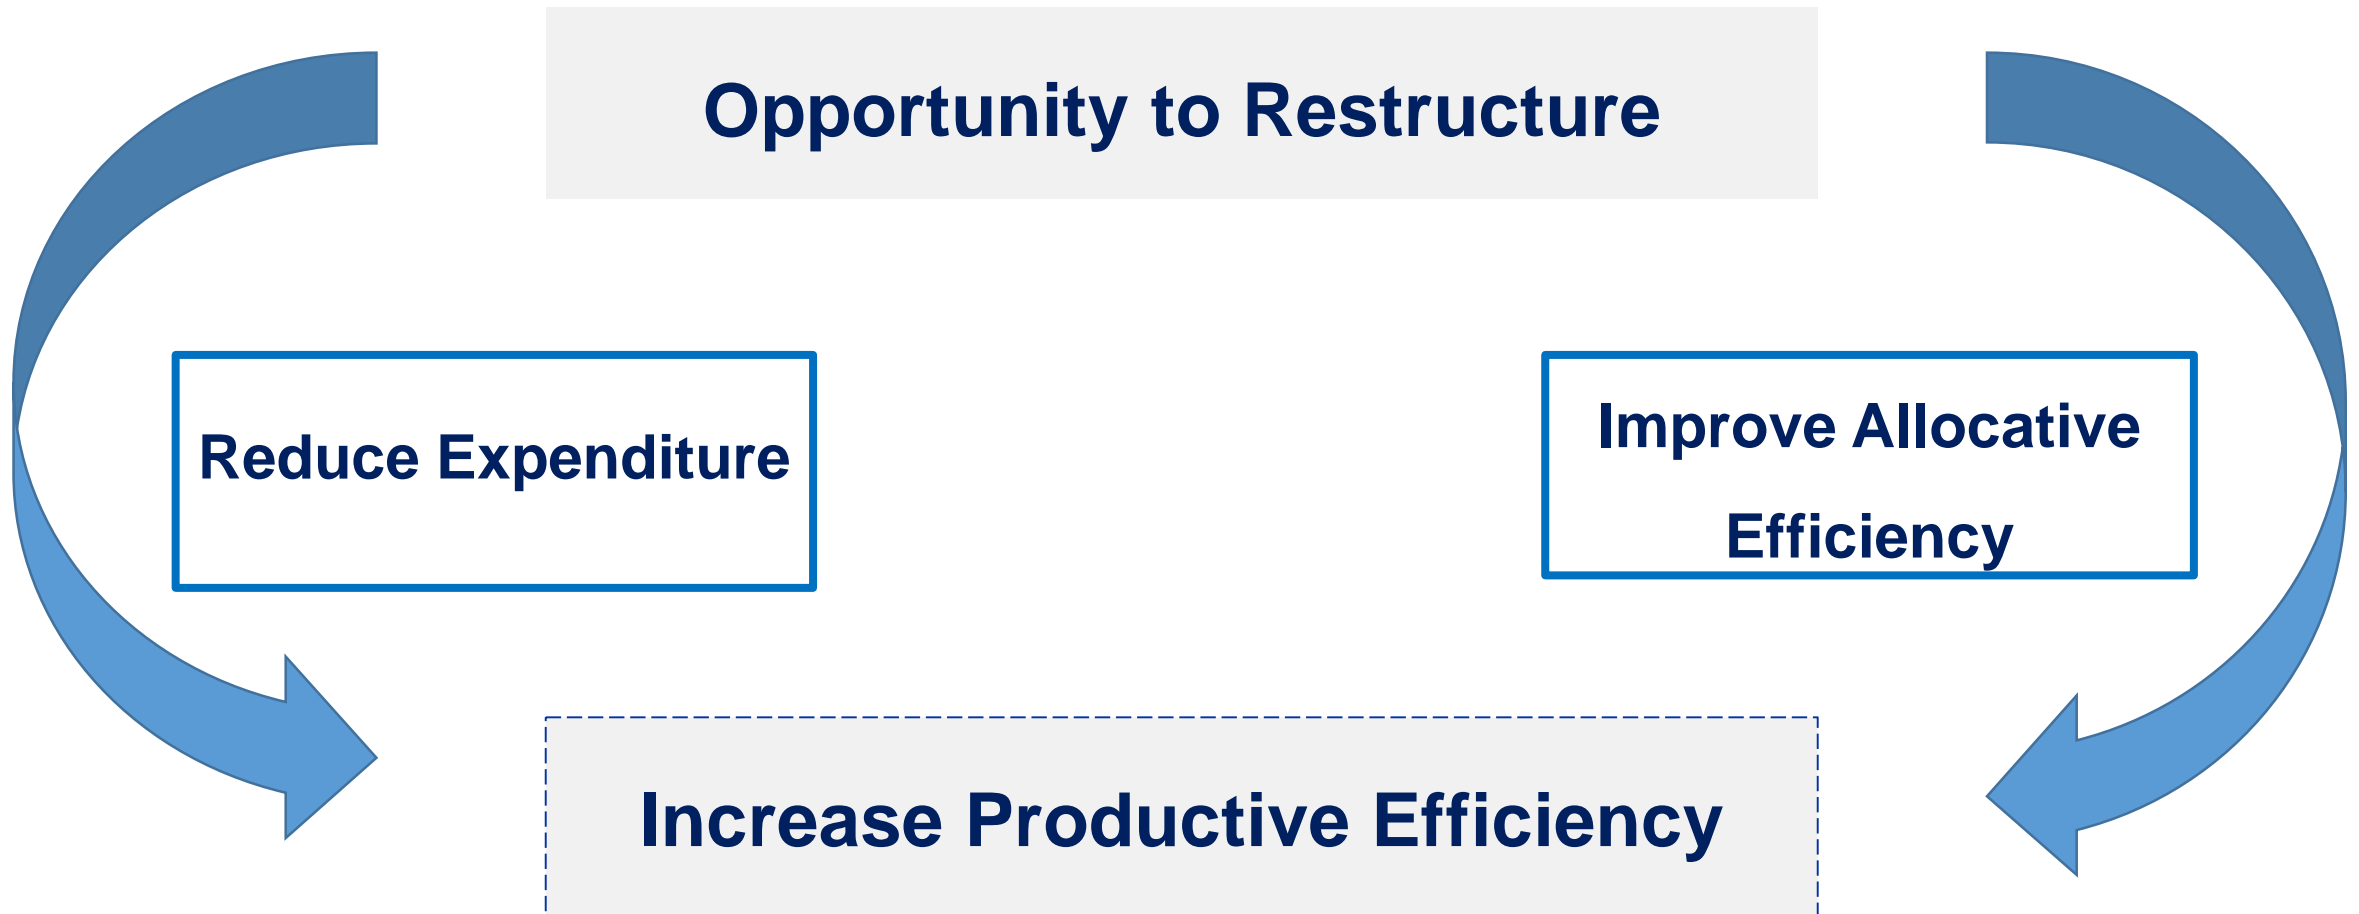 Opportunity to Restructure
Reduce Expenditure
Improve Allocative
Efficiency
Increase Productive Efficiency